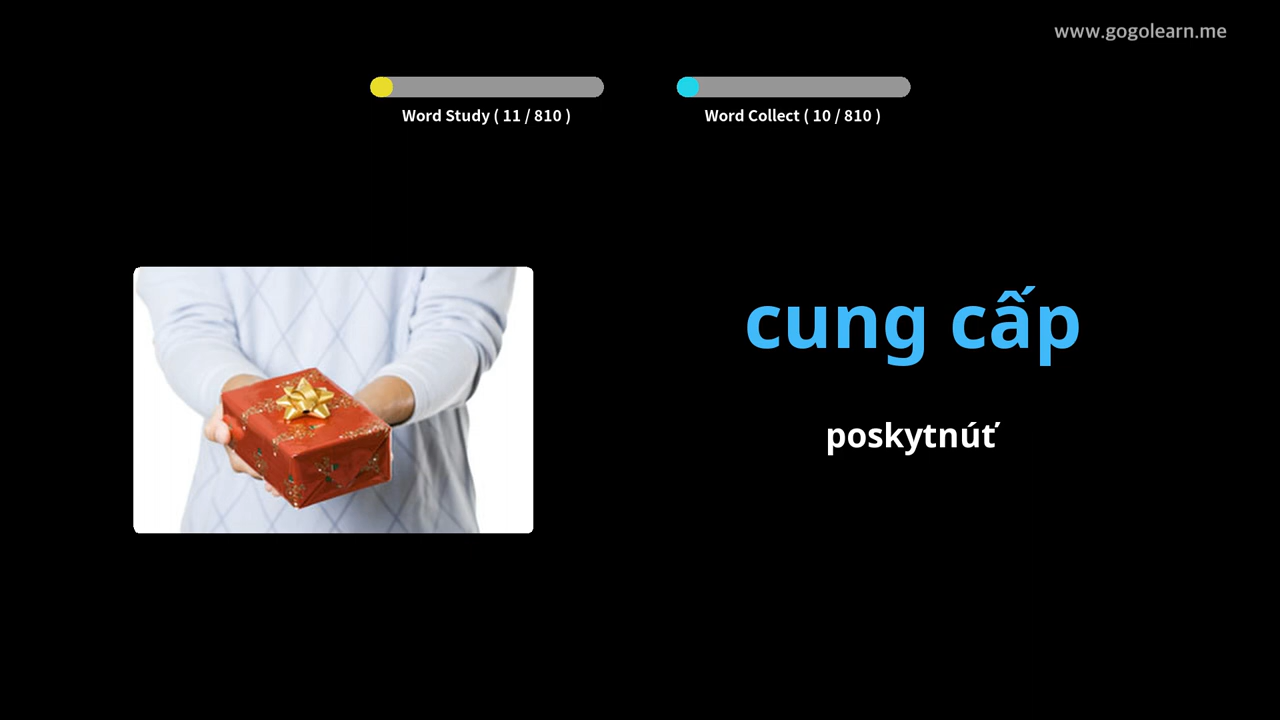 www.gogolearn.me
Word Study ( 11 / 810 )
Word Collect ( 10 / 810 )
cung cấp
poskytnúť